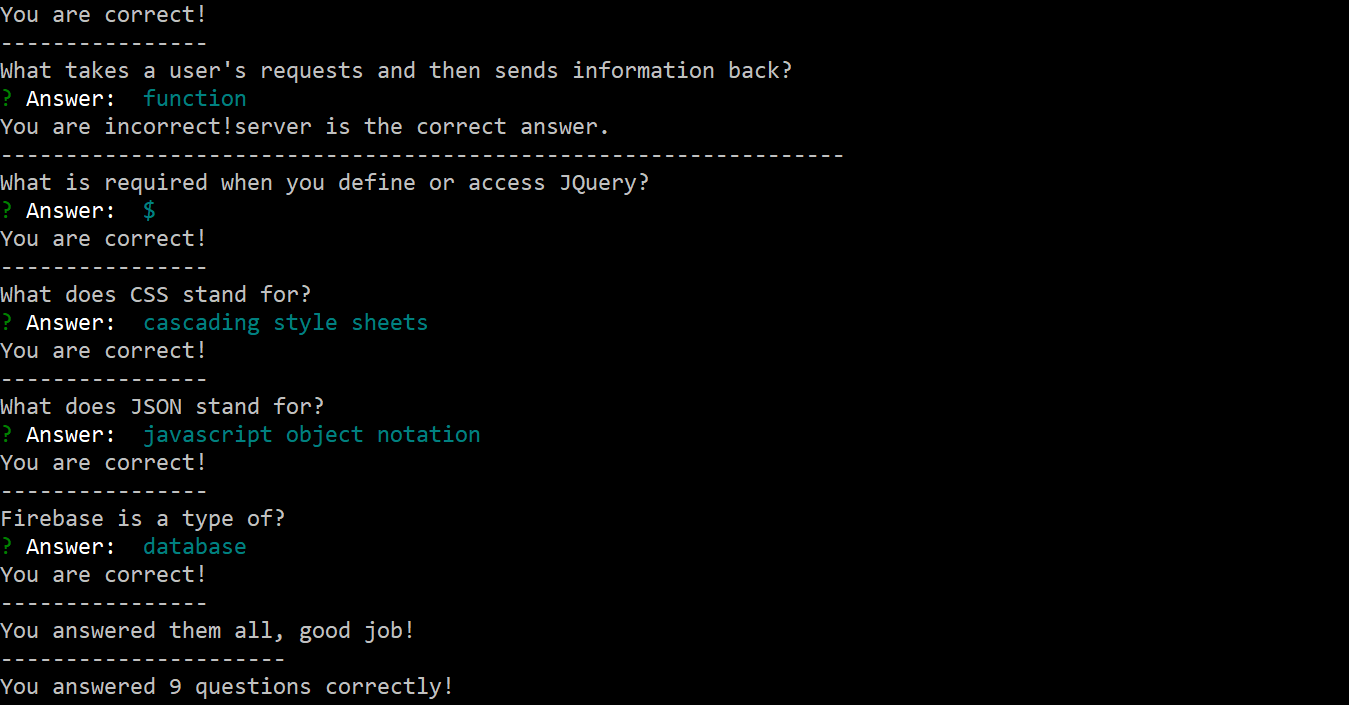 You are correct!
----------------
What takes a user's requests and then sends information back?
? Answer:  function
You are incorrect!server is the correct answer.
-----------------------------------------------------------------
What is required when you define or access JQuery?
? Answer:  $
You are correct!
----------------
What does CSS stand for?
? Answer:  cascading style sheets
You are correct!
----------------
What does JSON stand for?
? Answer:  javascript object notation
You are correct!
----------------
Firebase is a type of?
? Answer:  database
You are correct!
----------------
You answered them all, good job!
----------------------
You answered 9 questions correctly!